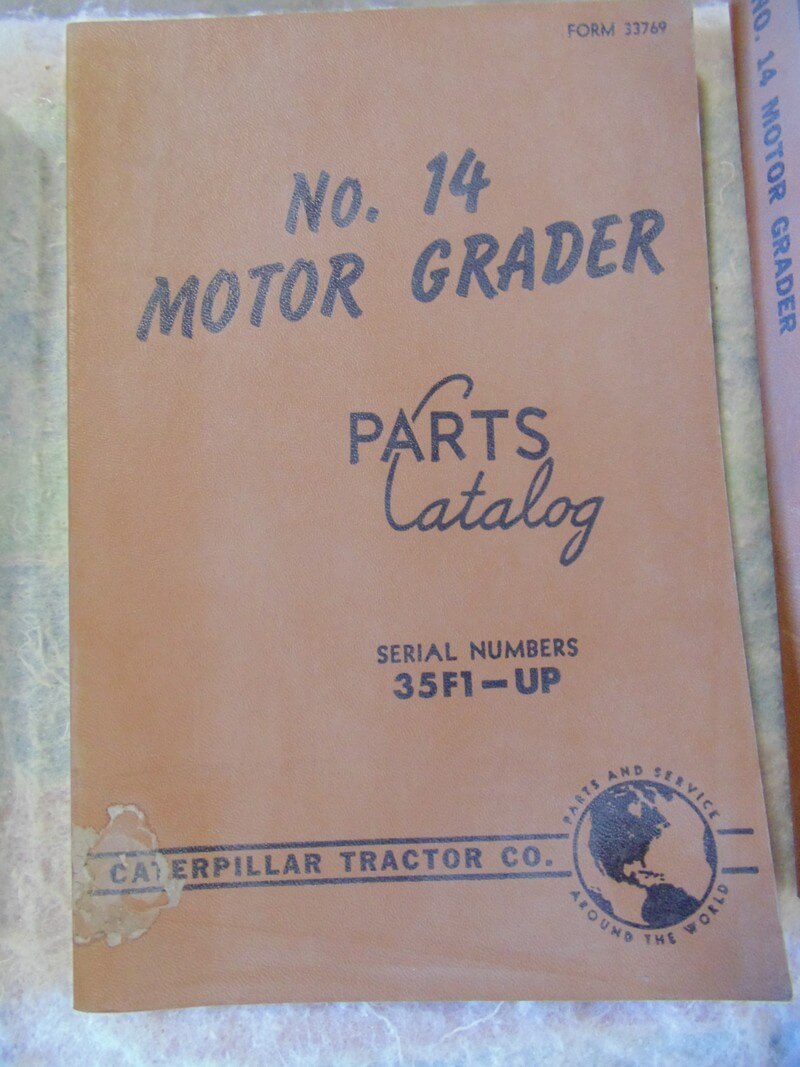 FORM 33769
No. 14
MOTOR GRADER
PARTS
Catalog
SERIAL NUMBERS
35F1-UP
PARTS AND SERVICE
CATERPILLAR TRACTOR CO.
AROUND THE WORLD
NO. 14 MOTOR GRADER